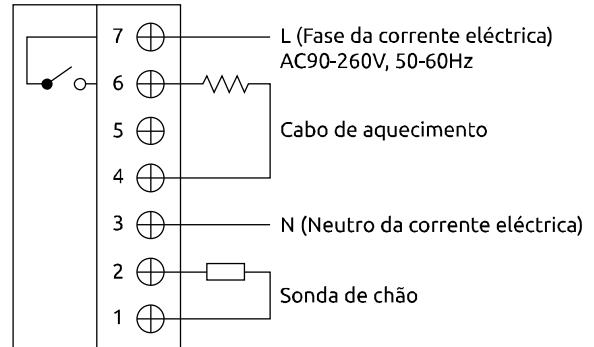 7 L (Fase da corrente eléctrica)
AC90-260V, 50-60Hz
6
5 Cabo de aquecimento
4
3 N (Neutro da corrente eléctrica)
2
Sonda de chão
1